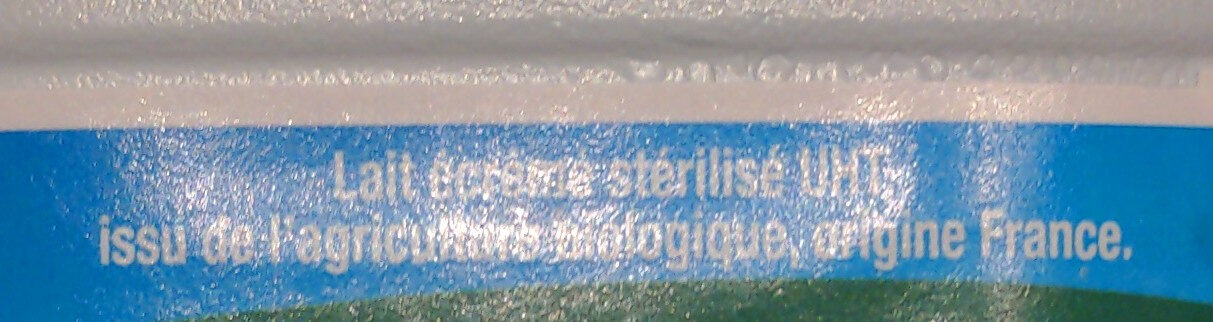 Lait écrémé stérilisé UHT
issu de l'agriculture biologique, origine France.